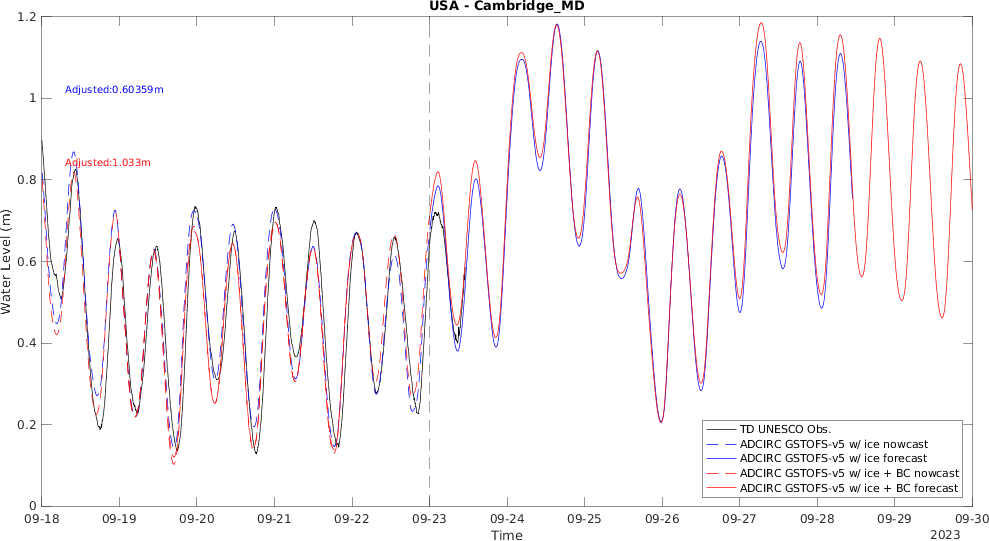 USA - Cambridge_MD
Water Level (m)
1.2
1
0.8
0.6
0.4
0.2
0
Adjusted:0.60359m
Adjusted:1.033m
TD UNESCO Obs.
ADCIRC GSTOFS-v5 w/ ice nowcast
ADCIRC GSTOFS-v5 w/ ice forecast
ADCIRC GSTOFS-v5 w/ ice + BC nowcast
ADCIRC GSTOFS-v5 w/ ice + BC forecast
09-18 09-19 09-20 09-21 09-22 09-23 09-24 09-25 09-26 09-27 09-28 09-29 09-30
Time
2023